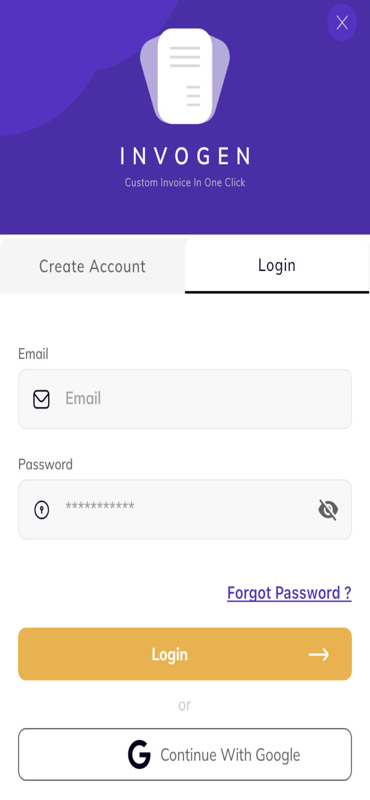 X
INVOGEN
Custom Invoice In One Click
Create Account
Login
Email
Email
Password
***********
Forgot Password ?
Login
or
G Continue With Google